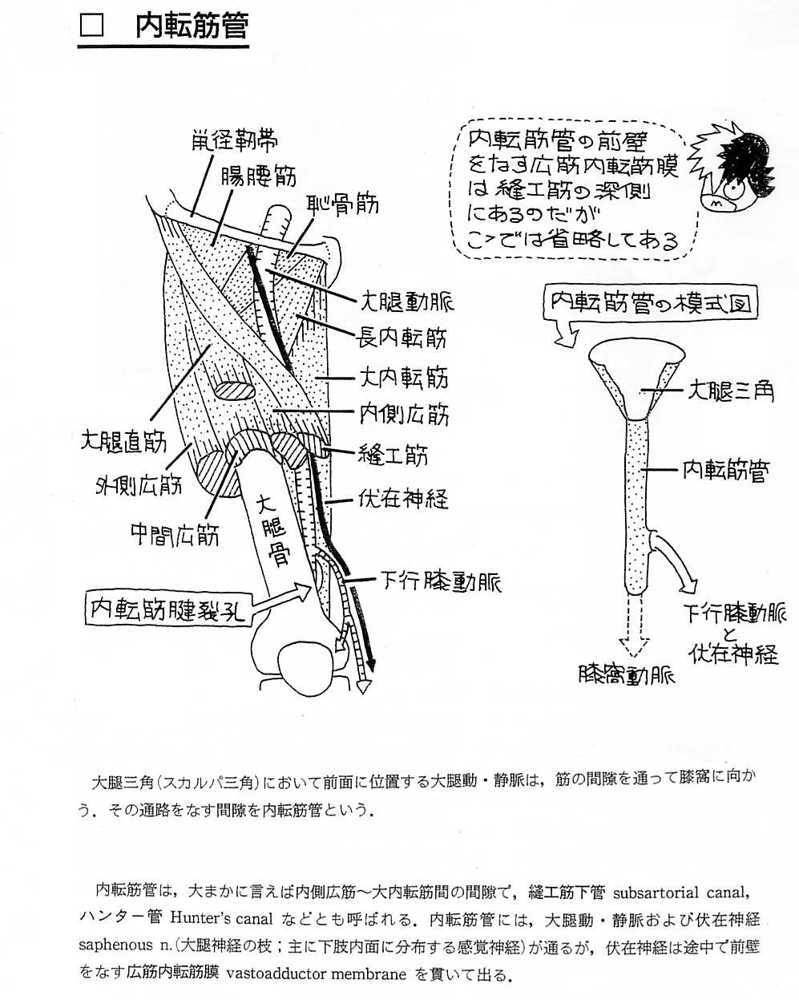 □ 内転筋管
鼡径靭帯
腸腰筋
恥骨筋
大腿動脈
長内転筋
大内転筋
内側広筋
縫工筋
伏在神経
下行膝動脈
大腿直筋
外側広筋
中間広筋
大腿骨
内転筋腱裂孔
内転筋管の前壁
をなす広筋内転筋膜
は縫工筋の深側
にあるのだが
こゝでは省略してある
内転筋管の模式図
大腿三角
内転筋管
下行膝動脈
と
伏在神経
膝窩動脈
大腿三角(スカルパ三角)において前面に位置する大腿動・静脈は，筋の間隙を通って膝窩に向か
う．その通路をなす間隙を内転筋管という．
内転筋管は，大まかに言えば内側広筋～大内転筋間の間隙で，縫工筋下管 subsartorial canal,
ハンター管 Hunter's canal などとも呼ばれる．内転筋管には，大腿動・静脈および伏在神経
saphenous n.(大腿神経の枝；主に下肢内面に分布する感覚神経)が通るが，伏在神経は途中で前壁
をなす広筋内転筋膜 vastoadductor membrane を貫いて出る．